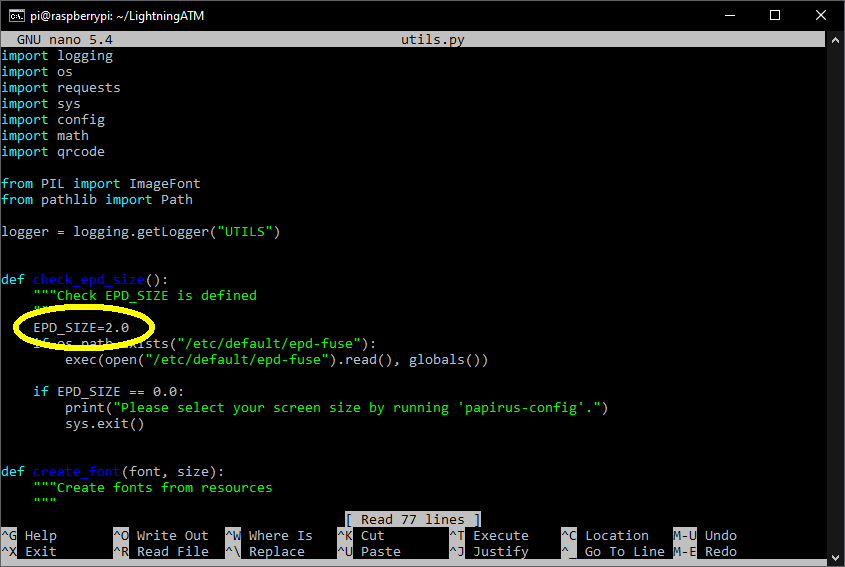 pi@raspberrypi: ~/LightningATM
GNU nano 5.4 utils.py
import logging
import os
import requests
import sys
import config
import math
import qrcode
from PIL import ImageFont
from pathlib import Path
logger = logging.getLogger("UTILS")
def check_epd_size():
"""Check EPD_SIZE is defined
"""
EPD_SIZE=2.0
if os.path.exists("/etc/default/epd-fuse"):
exec(open("/etc/default/epd-fuse").read(), globals())
if EPD_SIZE == 0.0:
print("Please select your screen size by running 'papirus-config'.")
sys.exit()
def create_font(font, size):
"""Create fonts from resources
"""
[ Read 77 lines ]
^G Help ^O Write Out ^W Where Is ^K Cut ^T Execute ^C Location M-U Undo
^X Exit ^R Read File ^\ Replace ^U Paste ^J Justify ^_ Go To Line M-E Redo